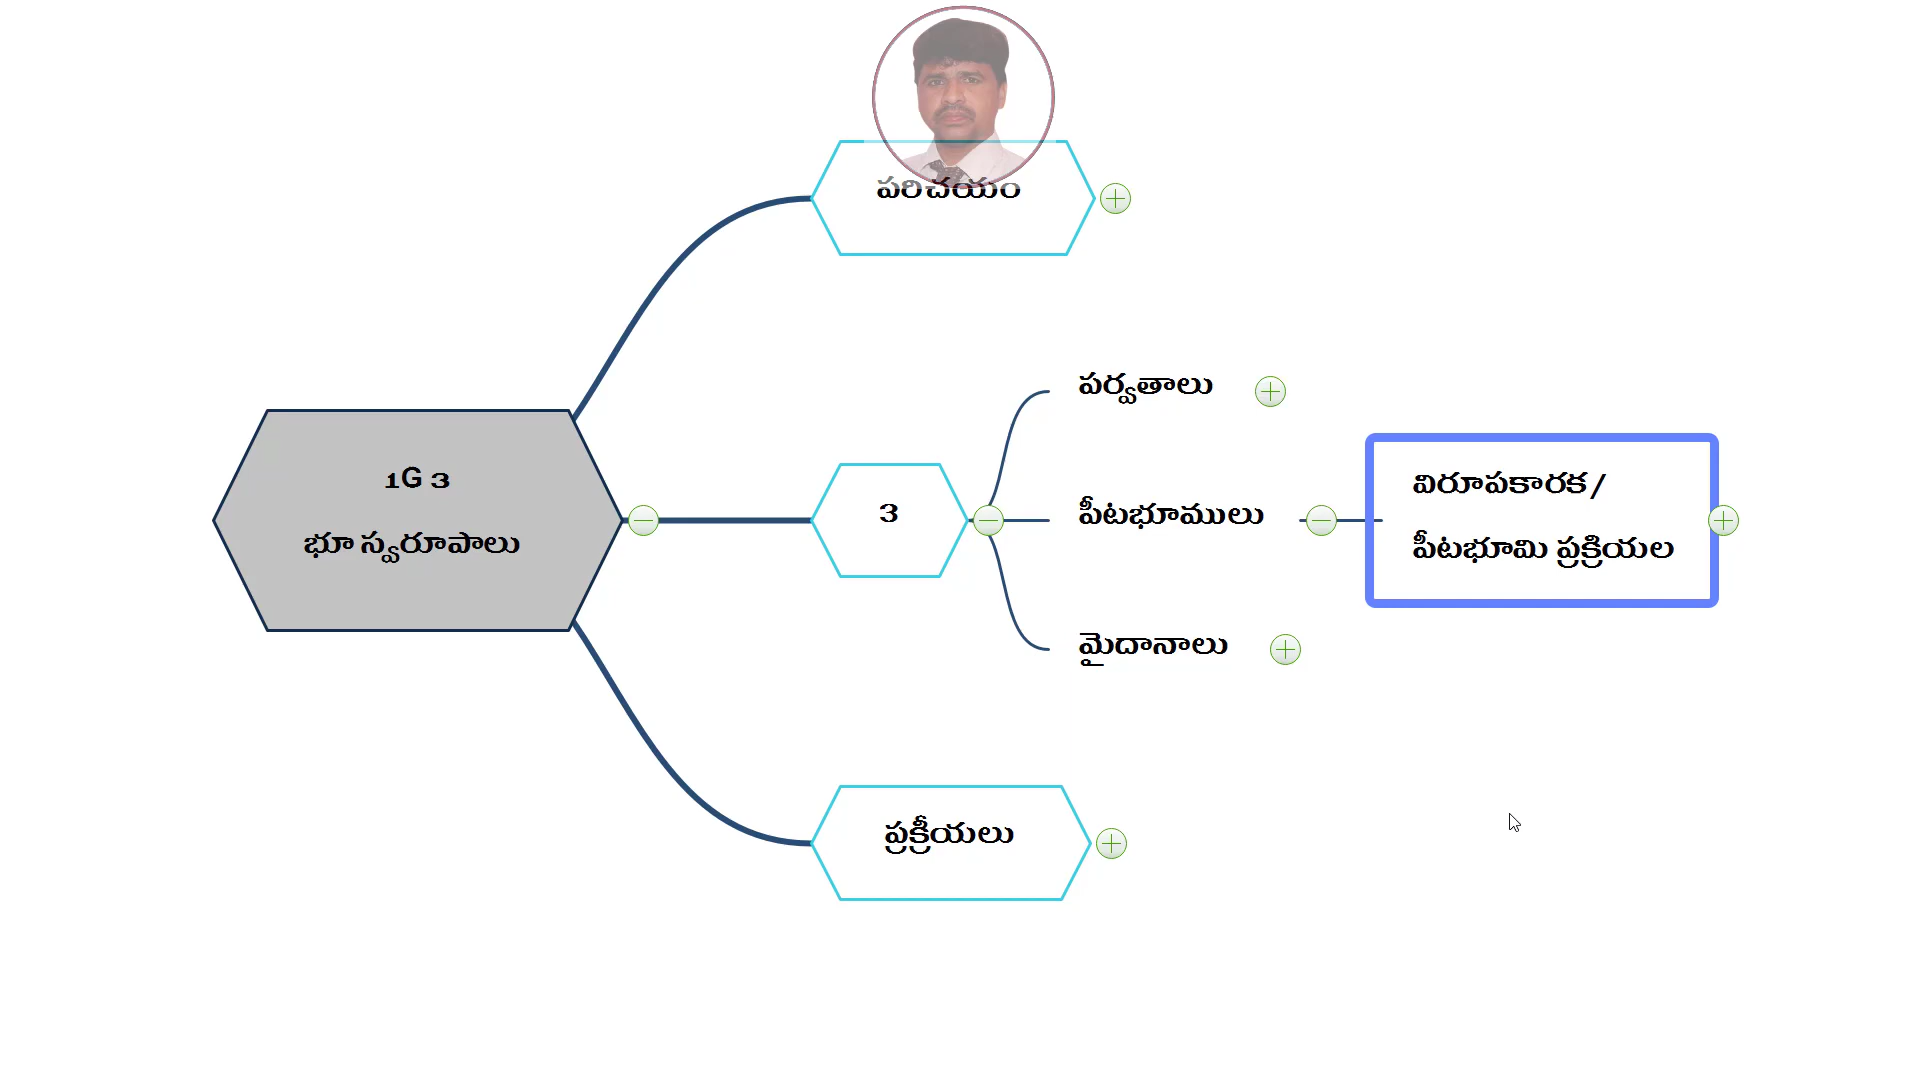 పరిచయం
1G 3
భూ స్వరూపాలు
3
పర్వతాలు
పీటభూములు
మైదానాలు
విరూపకారక/
పీటభూమి ప్రక్రియల
ప్రక్రీయలు